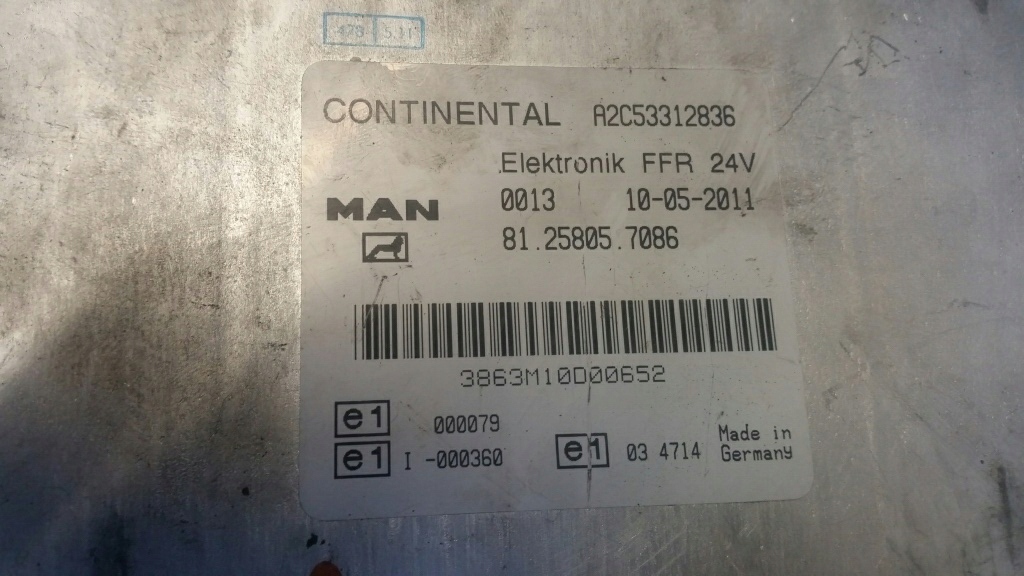 CONTINENTAL A2C53312836
Elektronik FFR 24V
0013 10-05-2011
MAN
81.25805.7086
3863M10D00652
e1 000079
e1 I -000360
e1 03 4714
Made in
Germany